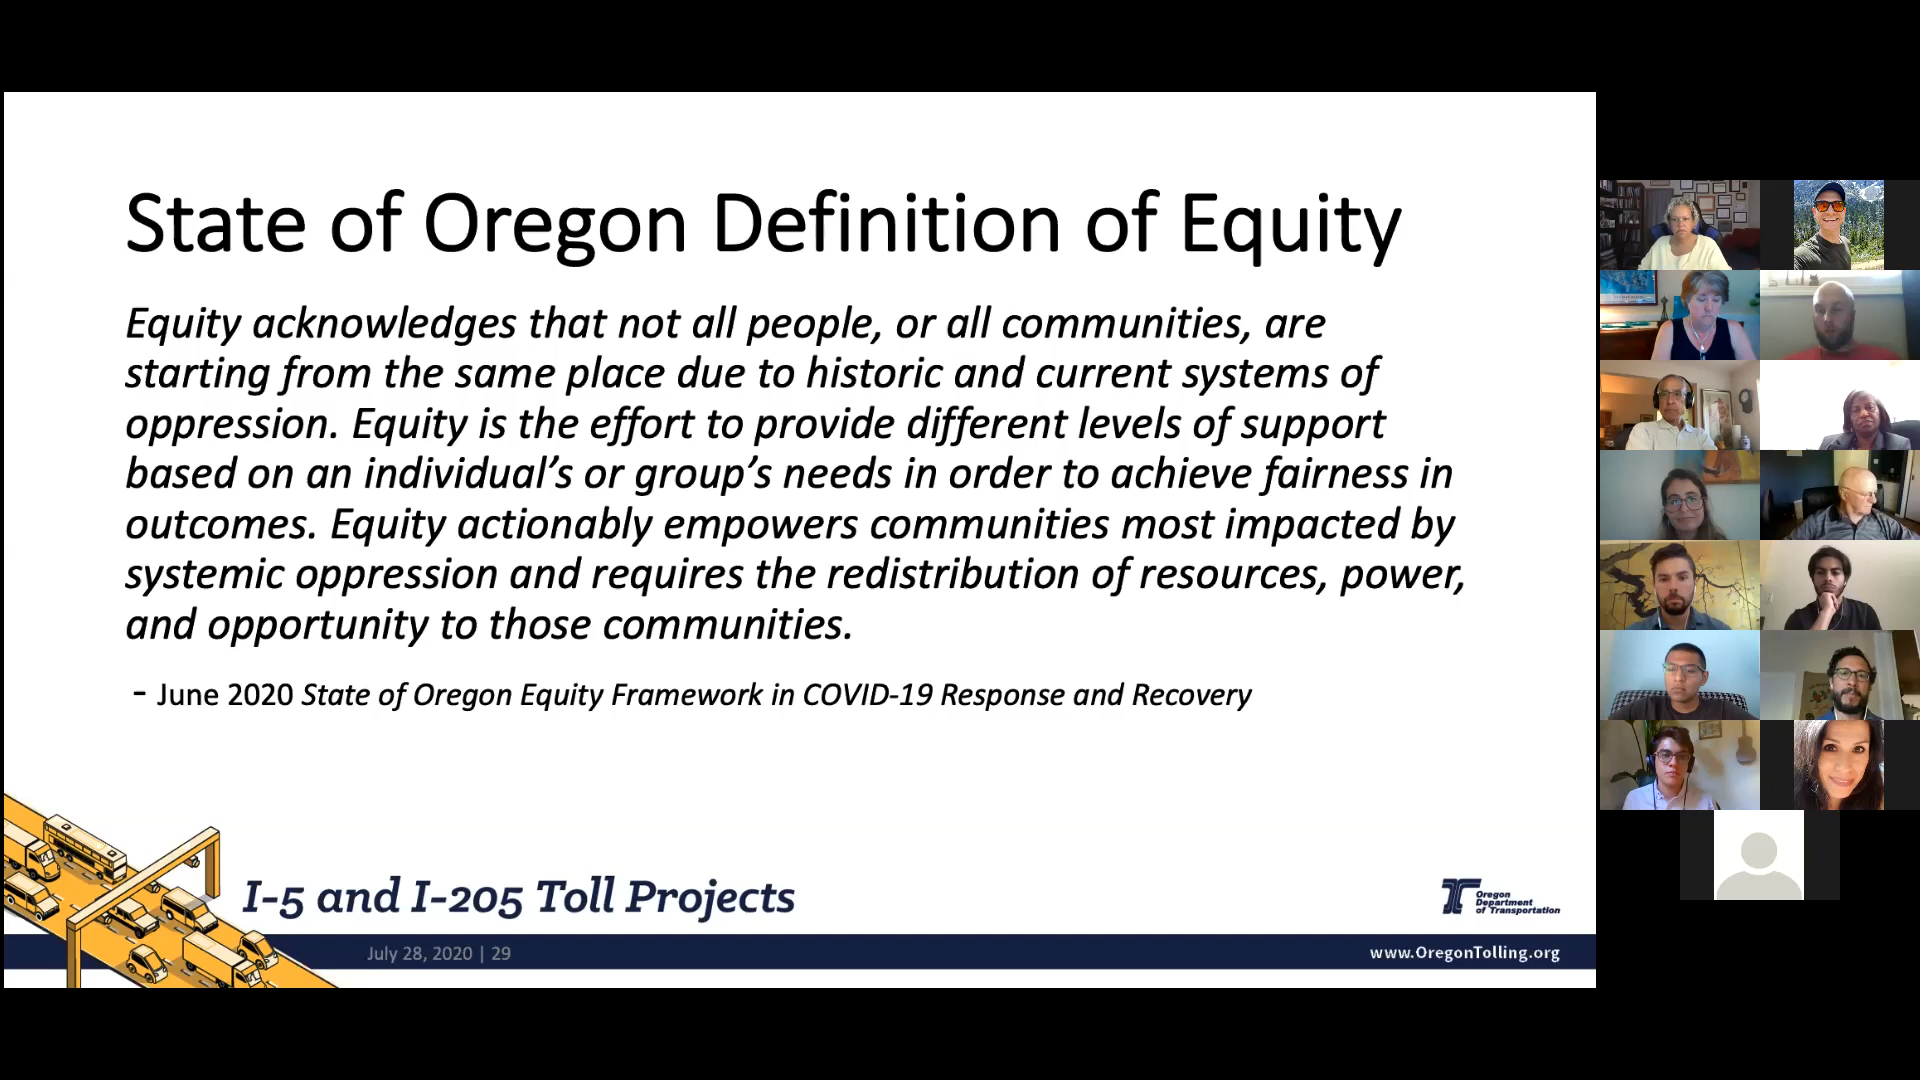 State of Oregon Definition of Equity
Equity acknowledges that not all people, or all communities, are
starting from the same place due to historic and current systems of
oppression. Equity is the effort to provide different levels of support
based on an individual’s or group’s needs in order to achieve fairness in
outcomes. Equity actionably empowers communities most impacted by
systemic oppression and requires the redistribution of resources, power,
and opportunity to those communities.
- June 2020 State of Oregon Equity Framework in COVID-19 Response and Recovery
I-5 and I-205 Toll Projects
Oregon
Department
of Transportation
July 28, 2020 | 29
www.OregonTolling.org